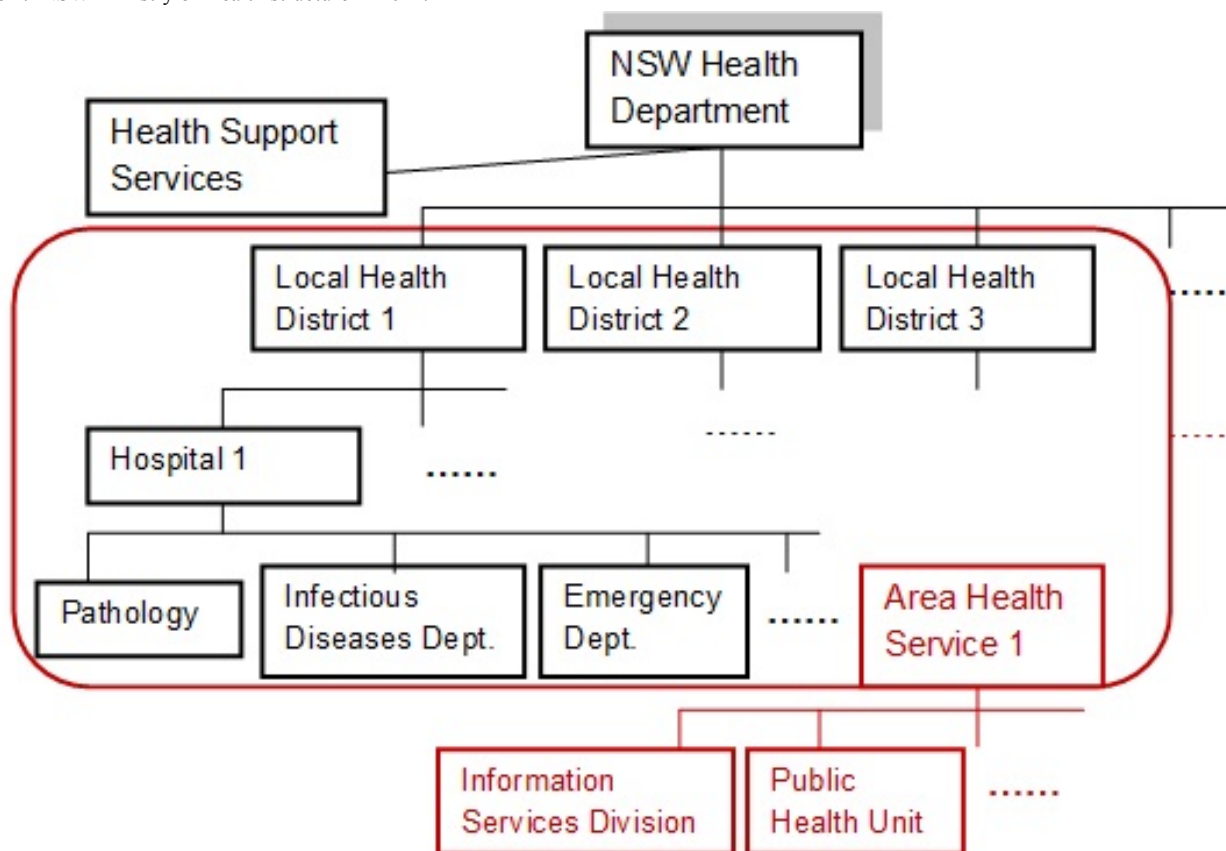 NSW Health
Department
Health Support
Services
Local Health
District 1
Local Health
District 2
Local Health
District 3
......
Hospital 1
......
------
------
Pathology
Infectious
Diseases Dept.
Emergency
Dept.
......
Area Health
Service 1
Information
Services Division
Public
Health Unit
......